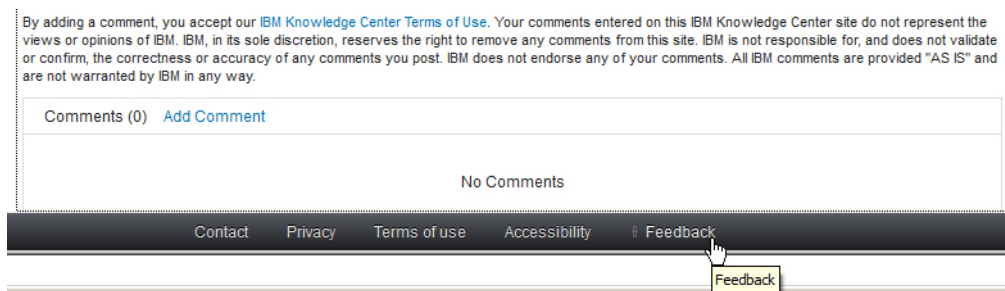 By adding a comment, you accept our IBM Knowledge Center Terms of Use. Your comments entered on this IBM Knowledge Center site do not represent the
views or opinions of IBM. IBM, in its sole discretion, reserves the right to remove any comments from this site. IBM is not responsible for, and does not validate
or confirm, the correctness or accuracy of any comments you post. IBM does not endorse any of your comments. All IBM comments are provided "AS IS" and
are not warranted by IBM in any way.
Comments (0) Add Comment
No Comments
Contact Privacy Terms of use Accessibility Feedback
Feedback